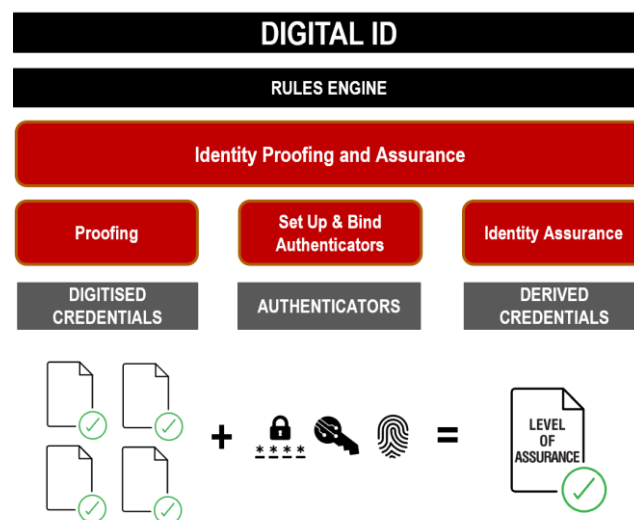 DIGITAL ID
RULES ENGINE
Identity Proofing and Assurance
Proofing
Set Up & Bind
Authenticators
Identity Assurance
DIGITISED
CREDENTIALS
AUTHENTICATORS
DERIVED
CREDENTIALS
+
* * * *
=
LEVEL
OF
ASSURANCE